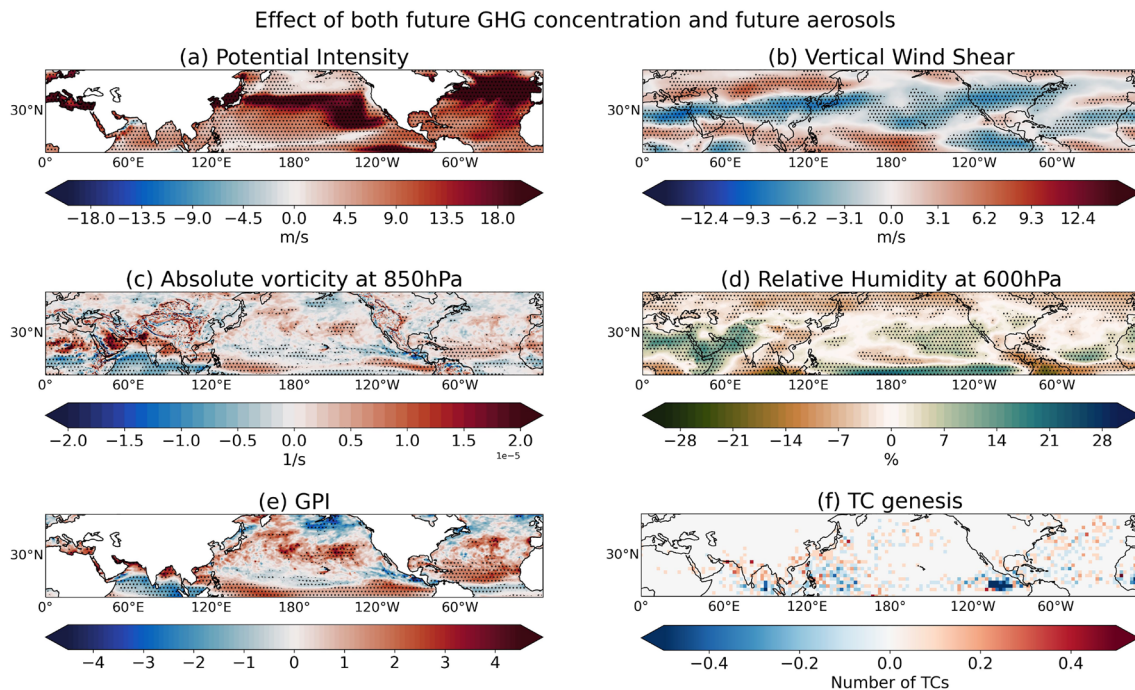 Effect of both future GHG concentration and future aerosols
(a) Potential Intensity
30°N
0° 60°E 120°E 180° 120°W 60°W
−18.0 −13.5 −9.0 −4.5 0.0 4.5 9.0 13.5 18.0
m/s
(b) Vertical Wind Shear
30°N
0° 60°E 120°E 180° 120°W 60°W
−12.4 −9.3 −6.2 −3.1 0.0 3.1 6.2 9.3 12.4
m/s
(c) Absolute vorticity at 850hPa
30°N
0° 60°E 120°E 180° 120°W 60°W
−2.0 −1.5 −1.0 −0.5 0.0 0.5 1.0 1.5 2.0
1/s
1e−5
(d) Relative Humidity at 600hPa
30°N
0° 60°E 120°E 180° 120°W 60°W
−28 −21 −14 −7 0 7 14 21 28
%
(e) GPI
30°N
0° 60°E 120°E 180° 120°W 60°W
−4 −3 −2 −1 0 1 2 3 4
(f) TC genesis
30°N
0° 60°E 120°E 180° 120°W 60°W
−0.4 −0.2 0.0 0.2 0.4
Number of TCs